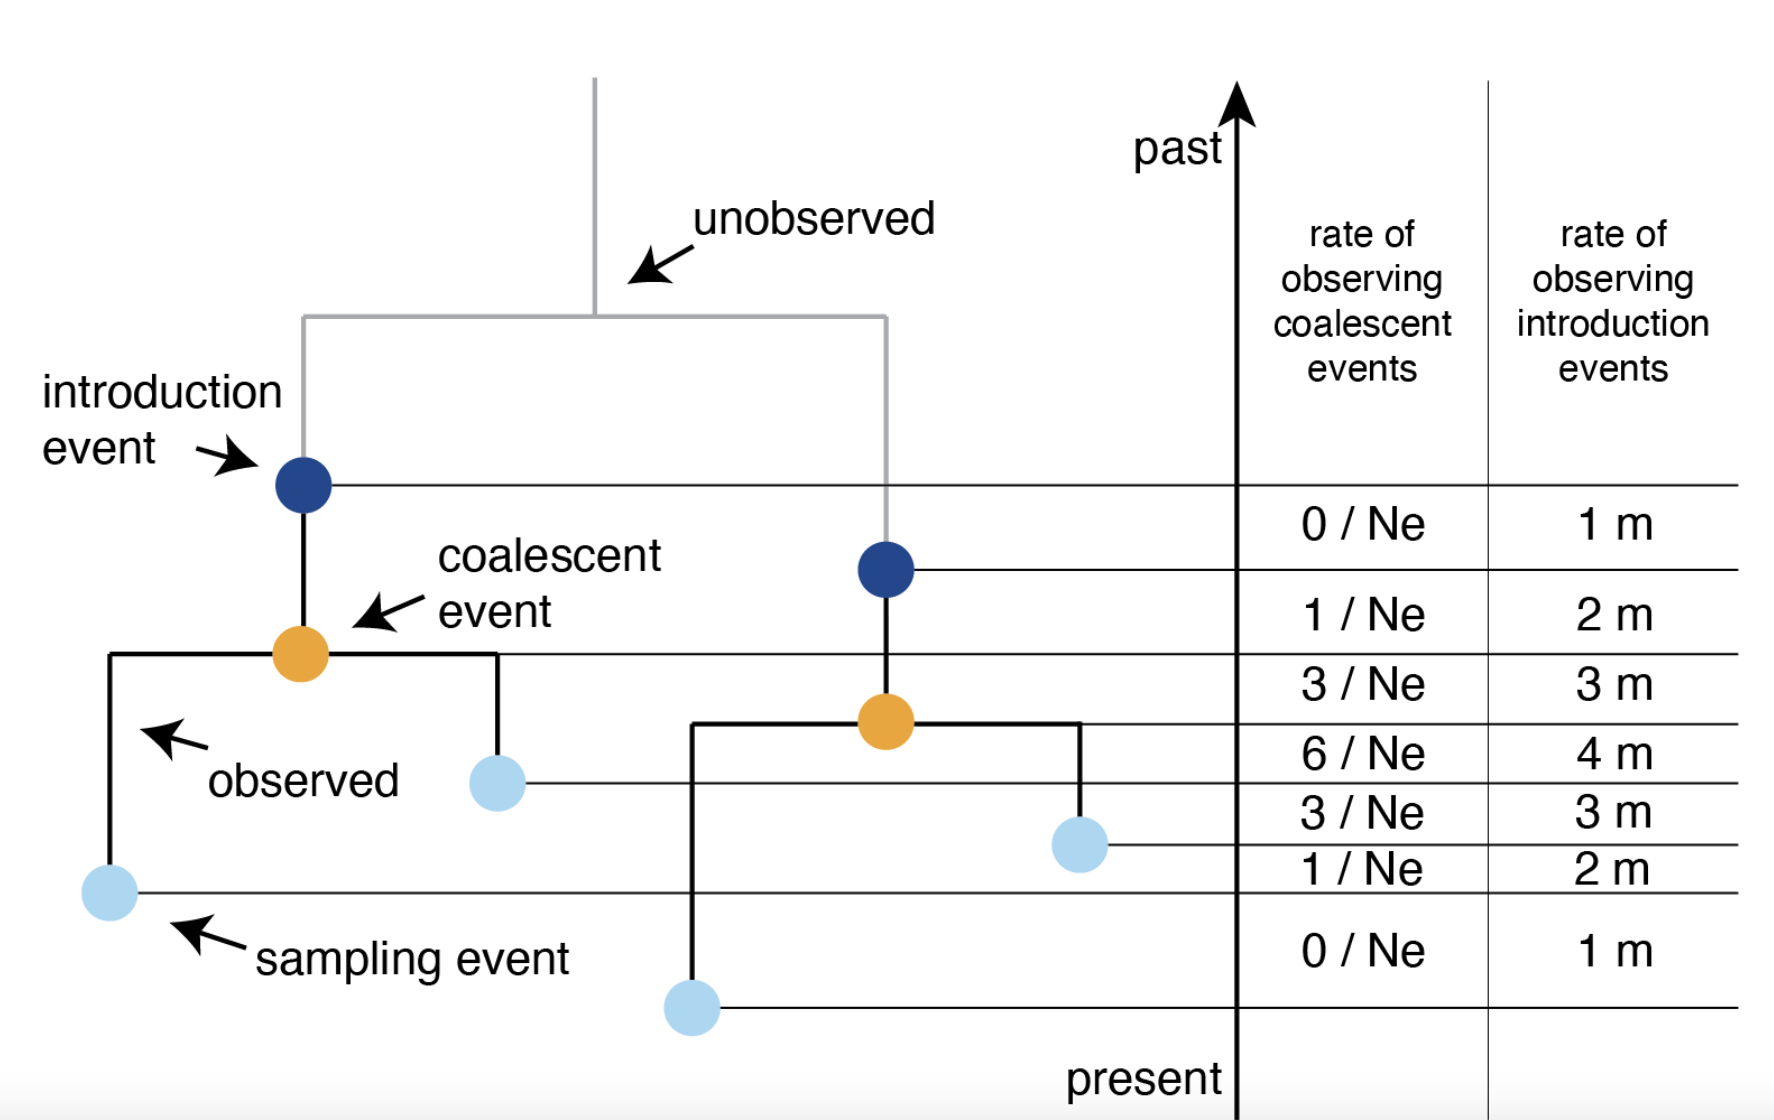 past
unobserved
rate of
observing
coalescent
events
rate of
observing
introduction
events
introduction
event
coalescent
event
observed
sampling event
0 / Ne 1 m
1 / Ne 2 m
3 / Ne 3 m
6 / Ne 4 m
3 / Ne 3 m
1 / Ne 2 m
0 / Ne 1 m
present